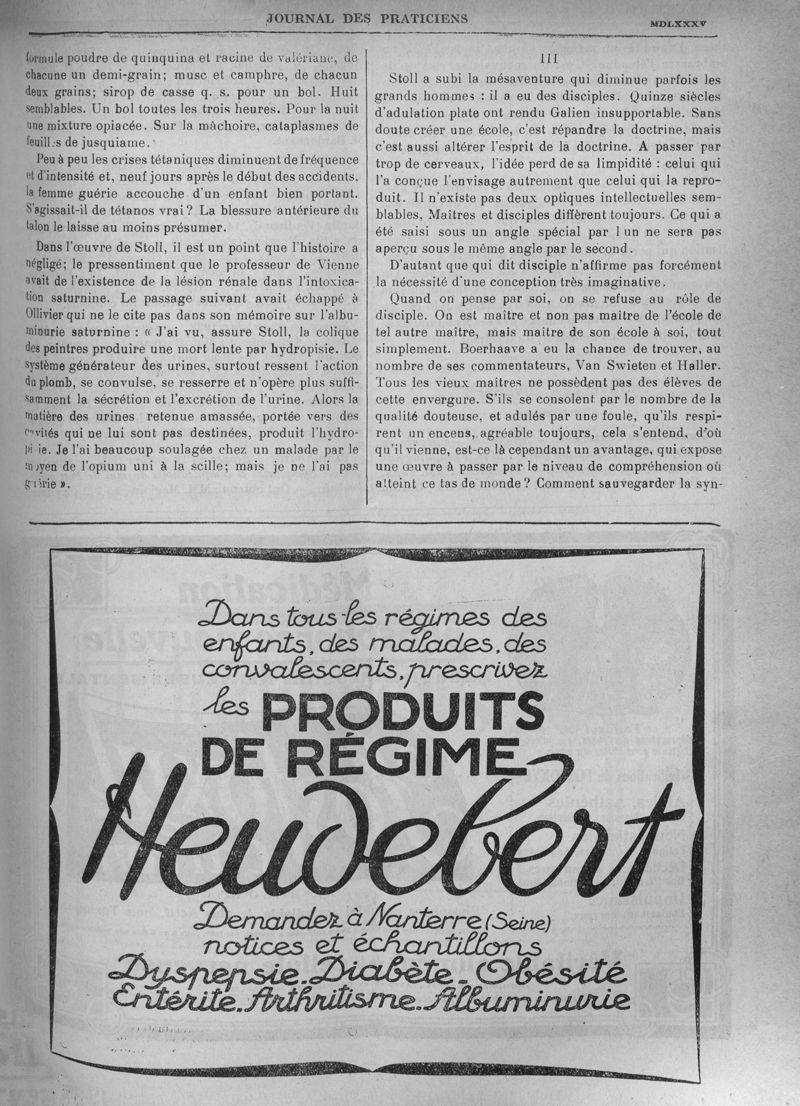 JOURNAL DES PRATICIENS
MDLXXXV
formule poudre de quinquina et racine de valériane, de
chacune un demi-grain; musc et camphre, de chacun
deux grains; sirop de casse q. s. pour un bol. Huit
semblables. Un bol toutes les trois heures. Pour la nuit
une mixture opiacée. Sur la mâchoire, cataplasmes de
feuilles de jusquiame.
Peu à peu les crises tétaniques diminuent de fréquence
et d'intensité et, neuf jours après le début des accidents,
la femme guérie accouche d'un enfant bien portant.
S'agissait-il de tétanos vrai ? La blessure antérieure du
talon le laisse au moins présumer.
Dans l'œuvre de Stoll, il est un point que l'histoire a
négligé; le pressentiment que le professeur de Vienne
avait de l'existence de la lésion rénale dans l'intoxica-
tion saturnine. Le passage suivant avait échappé à
Ollivier qui ne le cite pas dans son mémoire sur l'albu-
minurie saturnine : « J'ai vu, assure Stoll, la colique
des peintres produire une mort lente par hydropisie. Le
système générateur des urines, surtout ressent l'action
du plomb, se convulse, se resserre et n'opère plus suffi-
samment la sécrétion et l'excrétion de l'urine. Alors la
matière des urines retenue amassée, portée vers des
cavités qui ne lui sont pas destinées, produit l'hydro-
pi ie. Je l'ai beaucoup soulagée chez un malade par le
moyen de l'opium uni à la scille; mais je ne l'ai pas
guérie ».
III
Stoll a subi la mésaventure qui diminue parfois les
grands hommes : il a eu des disciples. Quinze siècles
d'adulation plate ont rendu Galien insupportable. Sans
doute créer une école, c'est répandre la doctrine, mais
c'est aussi altérer l'esprit de la doctrine. A passer par
trop de cerveaux, l'idée perd de sa limpidité : celui qui
l'a conçue l'envisage autrement que celui qui la repro-
duit. Il n'existe pas deux optiques intellectuelles sem-
blables, Maîtres et disciples diffèrent toujours. Ce qui a
été saisi sous un angle spécial par l un ne sera pas
aperçu sous le même angle par le second.
D'autant que qui dit disciple n'affirme pas forcément
la nécessité d'une conception très imaginative.
Quand on pense par soi, on se refuse au rôle de
disciple. On est maître et non pas maître de l'école de
tel autre maître, mais maître de son école à soi, tout
simplement. Boerhaave a eu la chance de trouver, au
nombre de ses commentateurs, Van Swieten et Haller.
Tous les vieux maîtres ne possèdent pas des élèves de
cette envergure. S'ils se consolent par le nombre de la
qualité douteuse, et adulés par une foule, qu'ils respi-
rent un encens, agréable toujours, cela s'entend, d'où
qu'il vienne, est-ce là cependant un avantage, qui expose
une œuvre à passer par le niveau de compréhension où
atteint ce tas de monde ? Comment sauvegarder la syn-
Dans tous les régimes des
enfants, des malades, des
convalescents, prescrivez
les PRODUITS
DE RÉGIME
Heudebert
Demandez à Nanterre (Seine)
notices et échantillons
Dyspepsie. Diabète. Obésité
Entérite. Arthritisme. Albuminurie